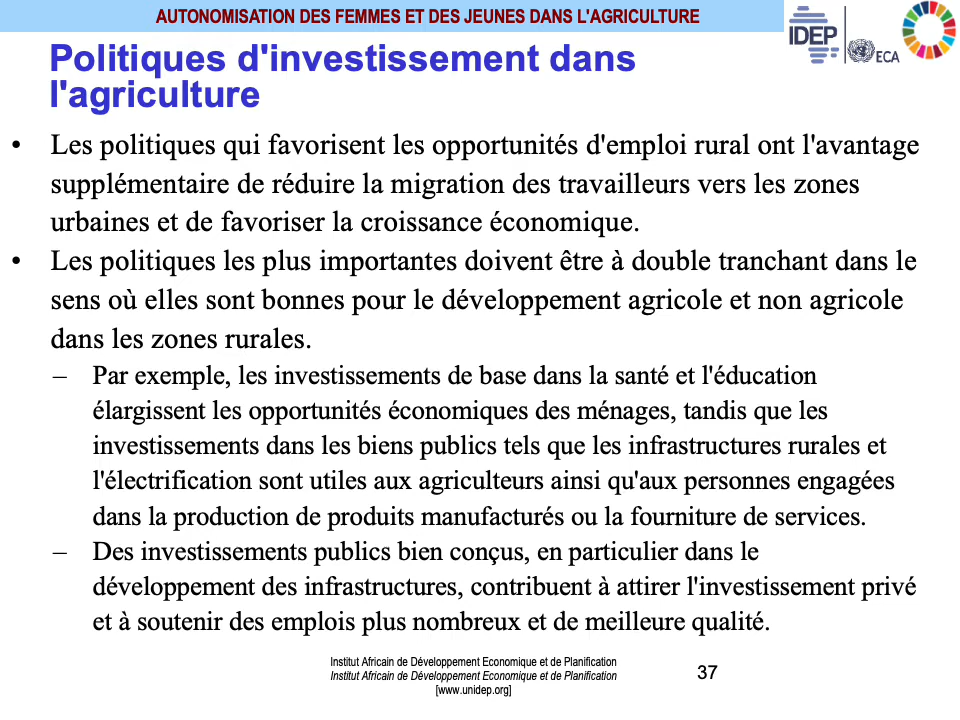 AUTONOMISATION DES FEMMES ET DES JEUNES DANS L'AGRICULTURE
IDEP
ECA
Politiques d'investissement dans
l'agriculture
• Les politiques qui favorisent les opportunités d'emploi rural ont l'avantage
supplémentaire de réduire la migration des travailleurs vers les zones
urbaines et de favoriser la croissance économique.
• Les politiques les plus importantes doivent être à double tranchant dans le
sens où elles sont bonnes pour le développement agricole et non agricole
dans les zones rurales.
– Par exemple, les investissements de base dans la santé et l'éducation
élargissent les opportunités économiques des ménages, tandis que les
investissements dans les biens publics tels que les infrastructures rurales et
l'électrification sont utiles aux agriculteurs ainsi qu'aux personnes engagées
dans la production de produits manufacturés ou la fourniture de services.
– Des investissements publics bien conçus, en particulier dans le
développement des infrastructures, contribuent à attirer l'investissement privé
et à soutenir des emplois plus nombreux et de meilleure qualité.
Institut Africain de Développement Economique et de Planification
Institut Africain de Développement Economique et de Planification
[www.unidep.org]
37